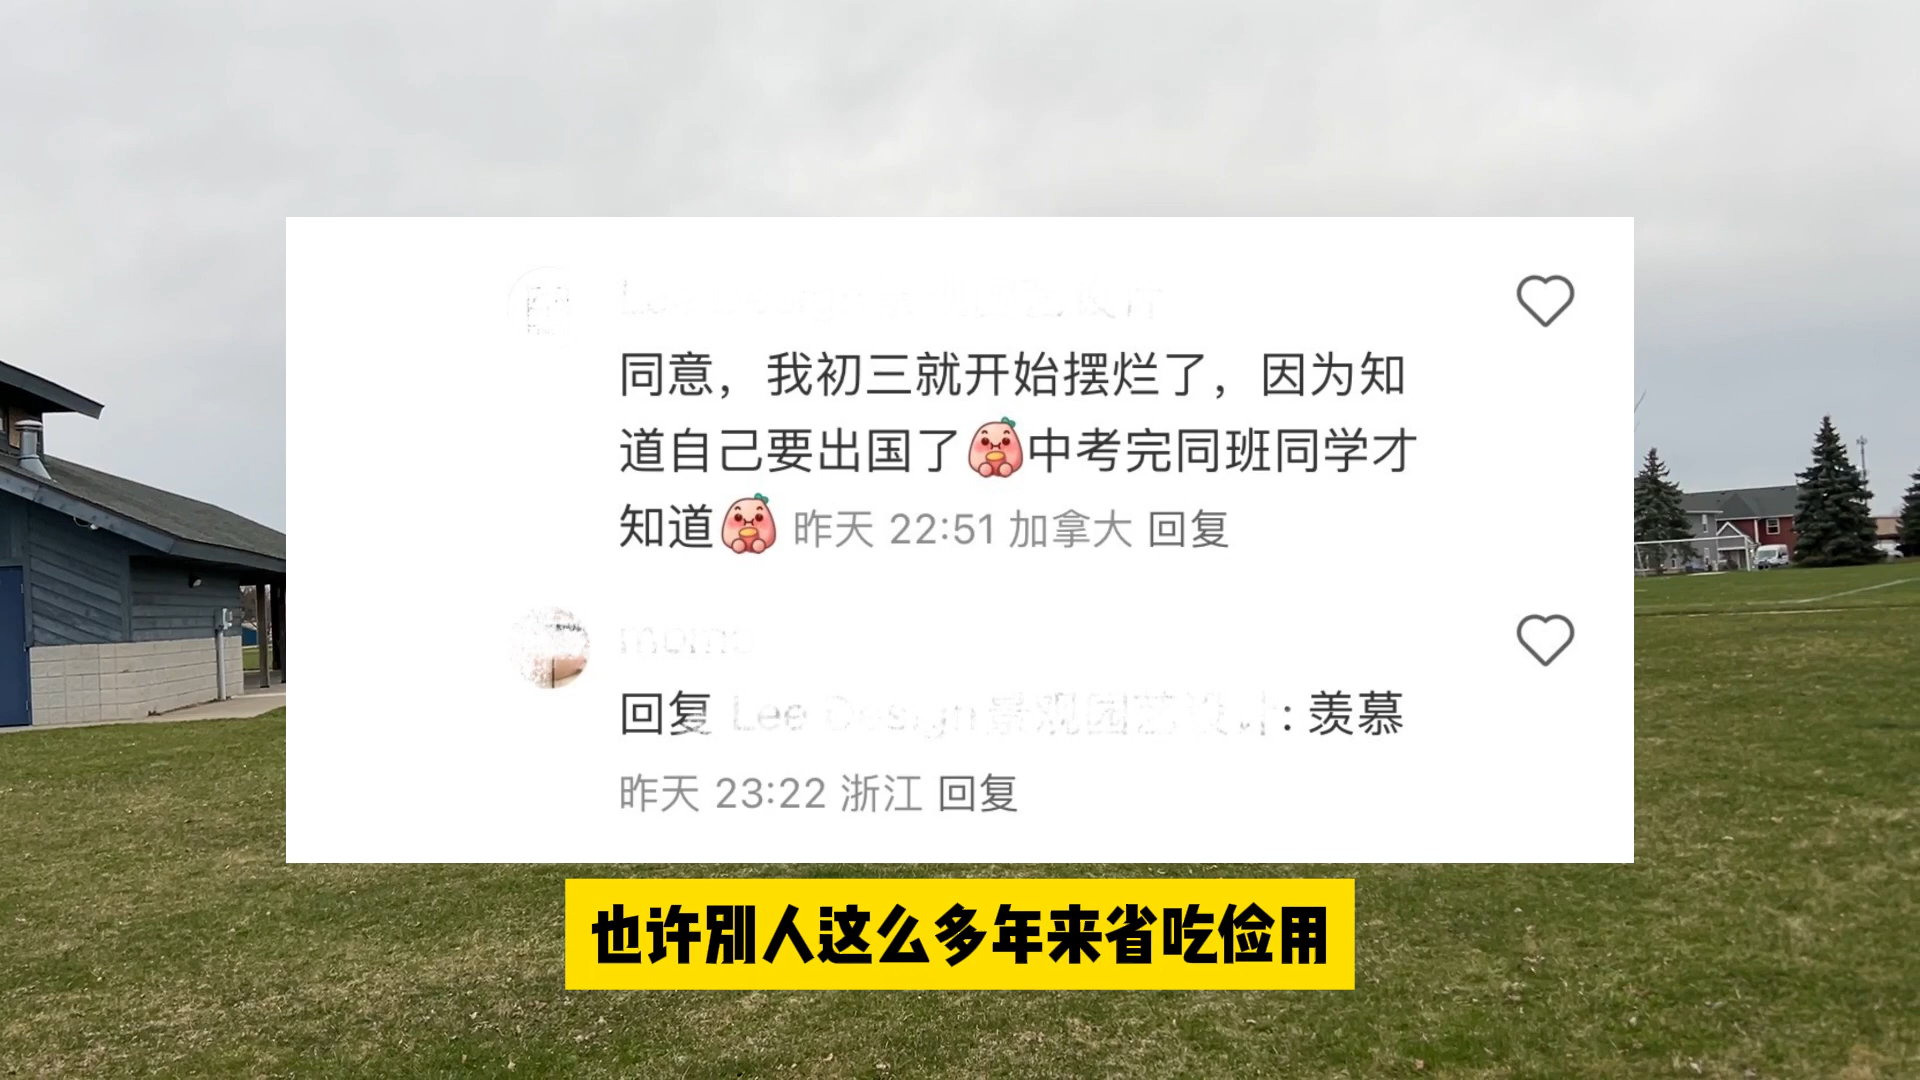 同意，我初三就开始摆烂了，因为知
道自己要出国了中考完同班同学才
知道 昨天 22:51 加拿大 回复
回复 Lee Design : 羡慕
昨天 23:22 浙江 回复
也许别人这么多年来省吃俭用